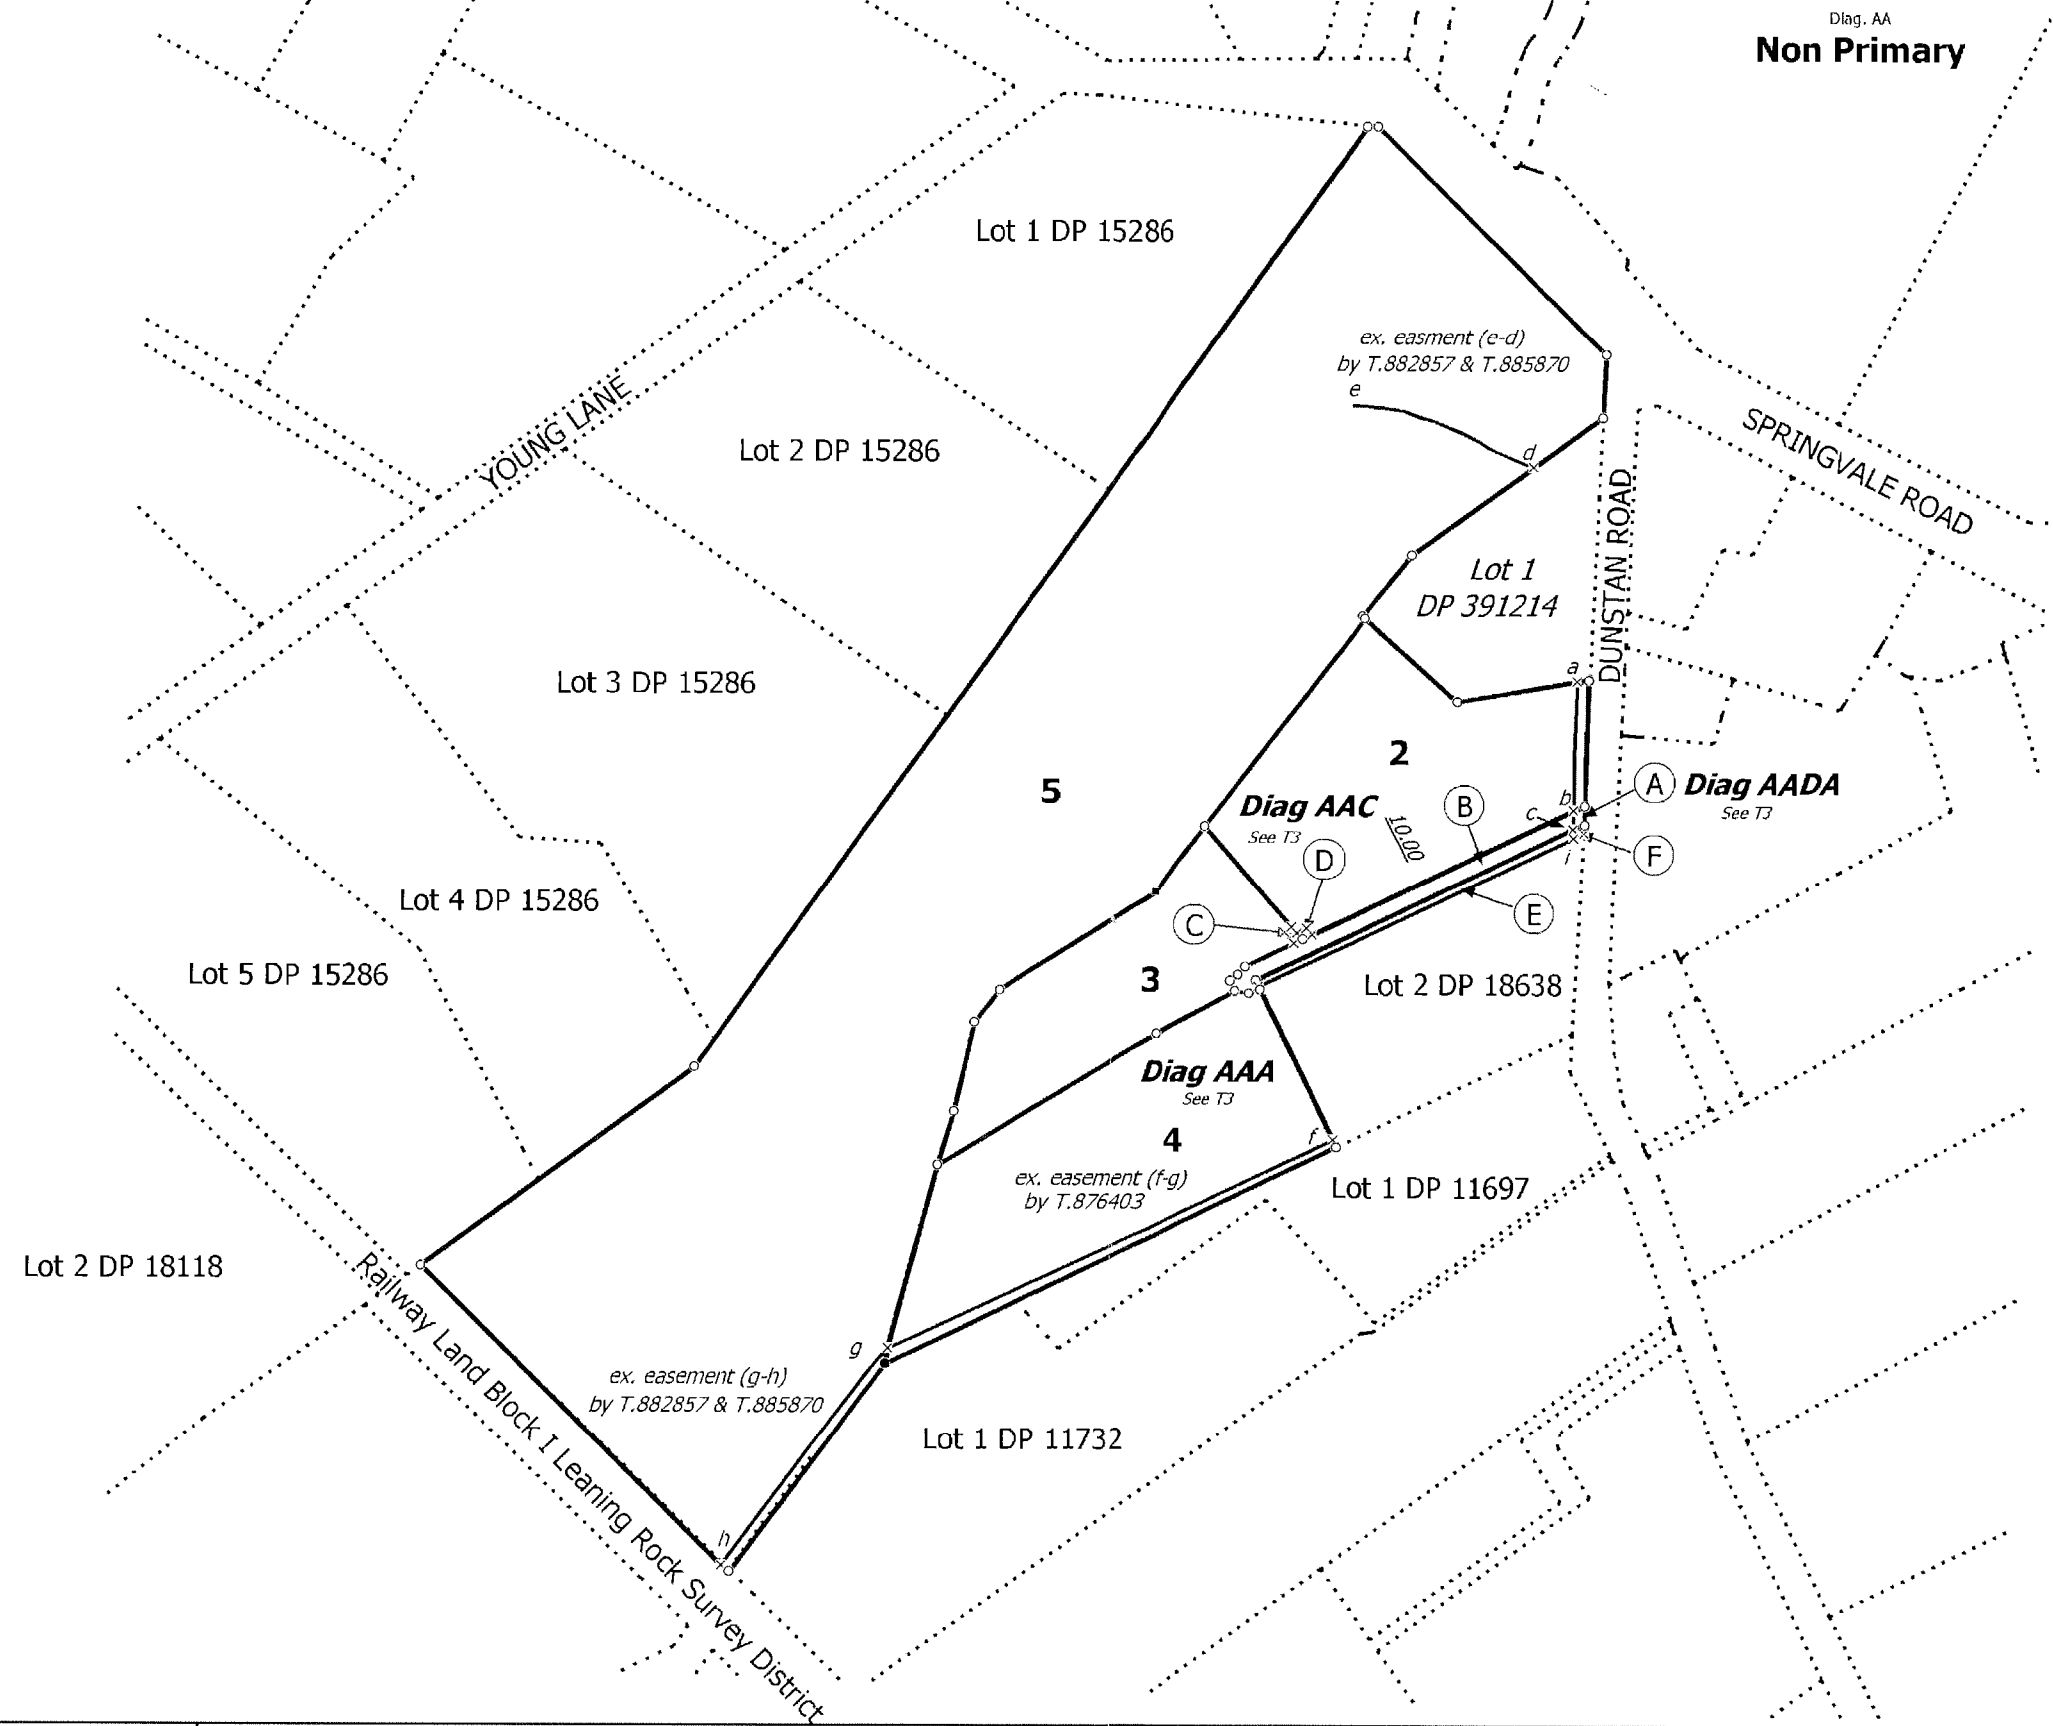 Diag. AA
Non Primary
Lot 1 DP 15286
ex. easment (e-d)
by T.882857 & T.885870
e
YOUNG LANE
Lot 2 DP 15286
d
SPRINGVALE ROAD
DUNSTAN ROAD
Lot 1
DP 391214
Lot 3 DP 15286
a
2
5
A
Diag AADA
See T3
b
c
B
Diag AAC
See T3
10.00
D
F
i
Lot 4 DP 15286
C
E
Lot 5 DP 15286
3
Lot 2 DP 18638
Diag AAA
See T3
4
f
ex. easement (f-g)
by T.876403
Lot 1 DP 11697
Lot 2 DP 18118
Railway Land Block I Leaning Rock Survey District
g
ex. easement (g-h)
by T.882857 & T.885870
Lot 1 DP 11732
h